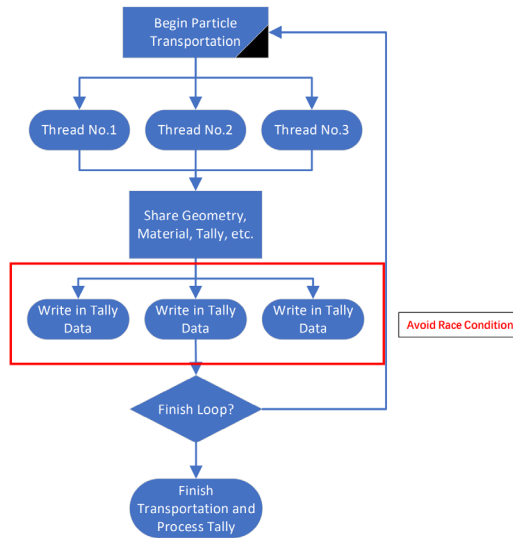 Begin Particle
Transportation
Thread No.1
Thread No.2
Thread No.3
Share Geometry,
Material, Tally, etc.
Write in Tally
Data
Write in Tally
Data
Write in Tally
Data
Avoid Race Condition
Finish Loop?
Finish
Transportation and
Process Tally